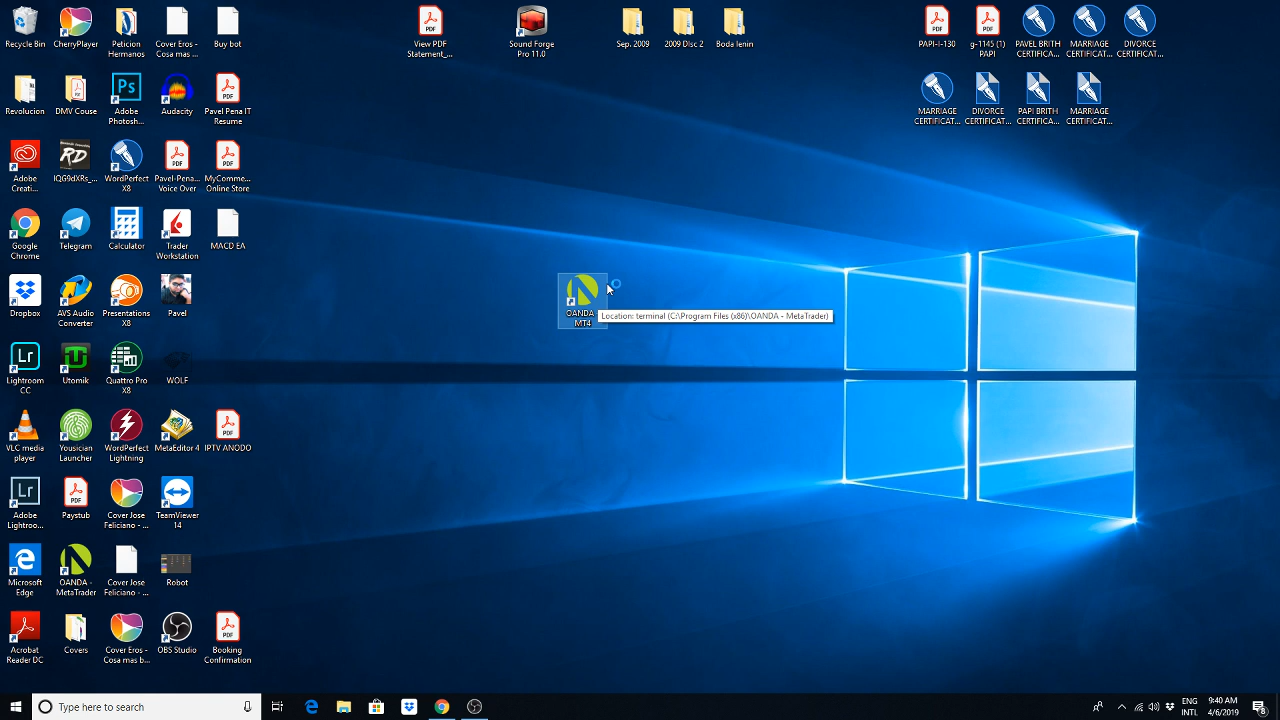 Recycle Bin
CherryPlayer
Peticion
Hermanos
Cover Eros -
Cosa mas ...
Buy bot
View PDF
Statement_...
Sound Forge
Pro 11.0
Sep. 2009
2009 DIsc 2
Boda lenin
PAPI-I-130
g-1145 (1)
PAPI
PAVEL BRITH
CERTIFICA...
MARRIAGE
CERTIFICAT...
DIVORCE
CERTIFICAT...
Revolucion
DMV Couse
Adobe
Photosh...
Audacity
Pavel Pena IT
Resume
MARRIAGE
CERTIFICAT...
DIVORCE
CERTIFICAT...
PAPI BRITH
CERTIFICA...
MARRIAGE
CERTIFICAT...
Adobe
Creati...
IQG9dXRs_...
WordPerfect
X8
Pavel-Pena...
Voice Over
MyComme...
Online Store
Google
Chrome
Telegram
Calculator
Trader
Workstation
MACD EA
Dropbox
AVS Audio
Converter
Presentations
X8
Pavel
OANDA -
MT4
Location: terminal (C:\Program Files (x86)\OANDA - MetaTrader)
Lightroom
CC
Utomik
Quattro Pro
X8
WOLF
VLC media
player
Yousician
Launcher
WordPerfect
Lightning
MetaEditor 4
IPTV ANODO
Adobe
Lightroo...
Paystub
Cover Jose
Feliciano - ...
TeamViewer
14
Microsoft
Edge
OANDA -
MetaTrader
Cover Jose
Feliciano - ...
Robot
Acrobat
Reader DC
Covers
Cover Eros -
Cosa mas b...
OBS Studio
Booking
Confirmation
Type here to search
ENG
INTL
9:40 AM
4/6/2019